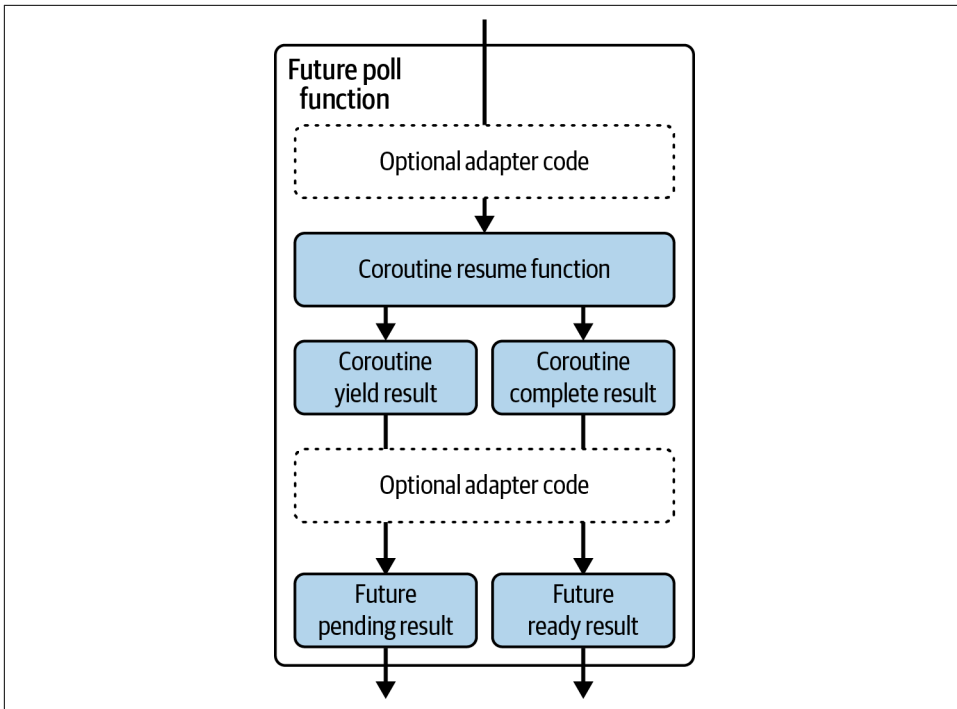 Future poll
function
Optional adapter code
Coroutine resume function
Coroutine
yield result
Coroutine
complete result
Optional adapter code
Future
pending result
Future
ready result